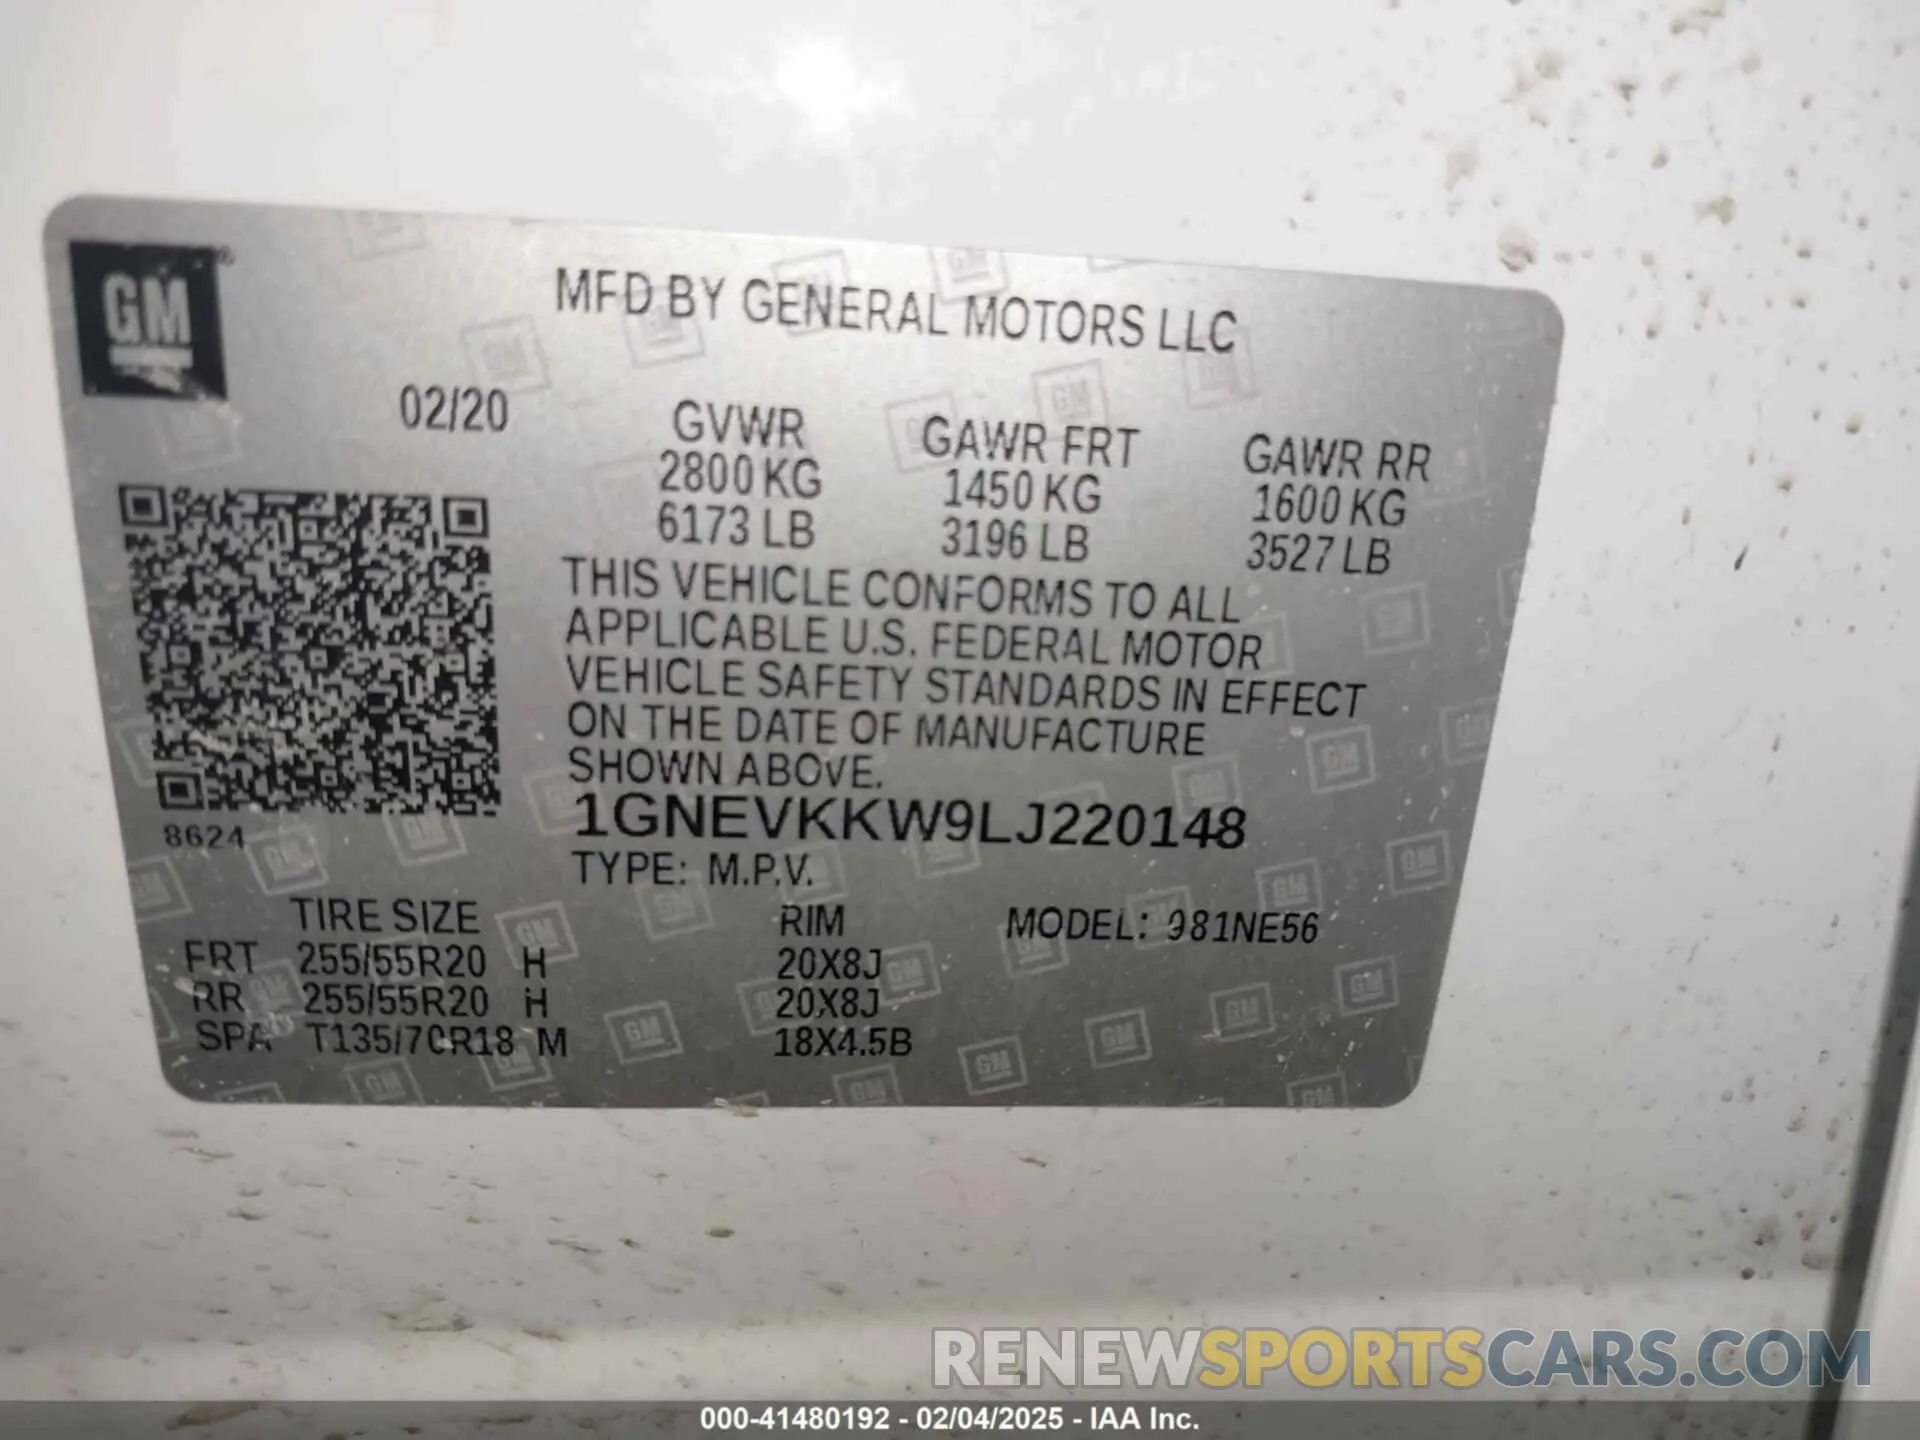 GM
MFD BY GENERAL MOTORS LLC
02/20
GVWR GAWR FRT GAWR RR
2800 KG 1450 KG 1600 KG
6173 LB 3196 LB 3527 LB
THIS VEHICLE CONFORMS TO ALL
APPLICABLE U.S. FEDERAL MOTOR
VEHICLE SAFETY STANDARDS IN EFFECT
ON THE DATE OF MANUFACTURE
SHOWN ABOVE.
1GNEVKKW9LJ220148
8624
TYPE: M.P.V.
TIRE SIZE RIM MODEL: 981NE56
FRT 255/55R20 H 20X8J
RR 255/55R20 H 20X8J
SPA T135/70R18 M 18X4.5B
RENEWSPORTSCARS.COM
000-41480192 - 02/04/2025 - IAA Inc.